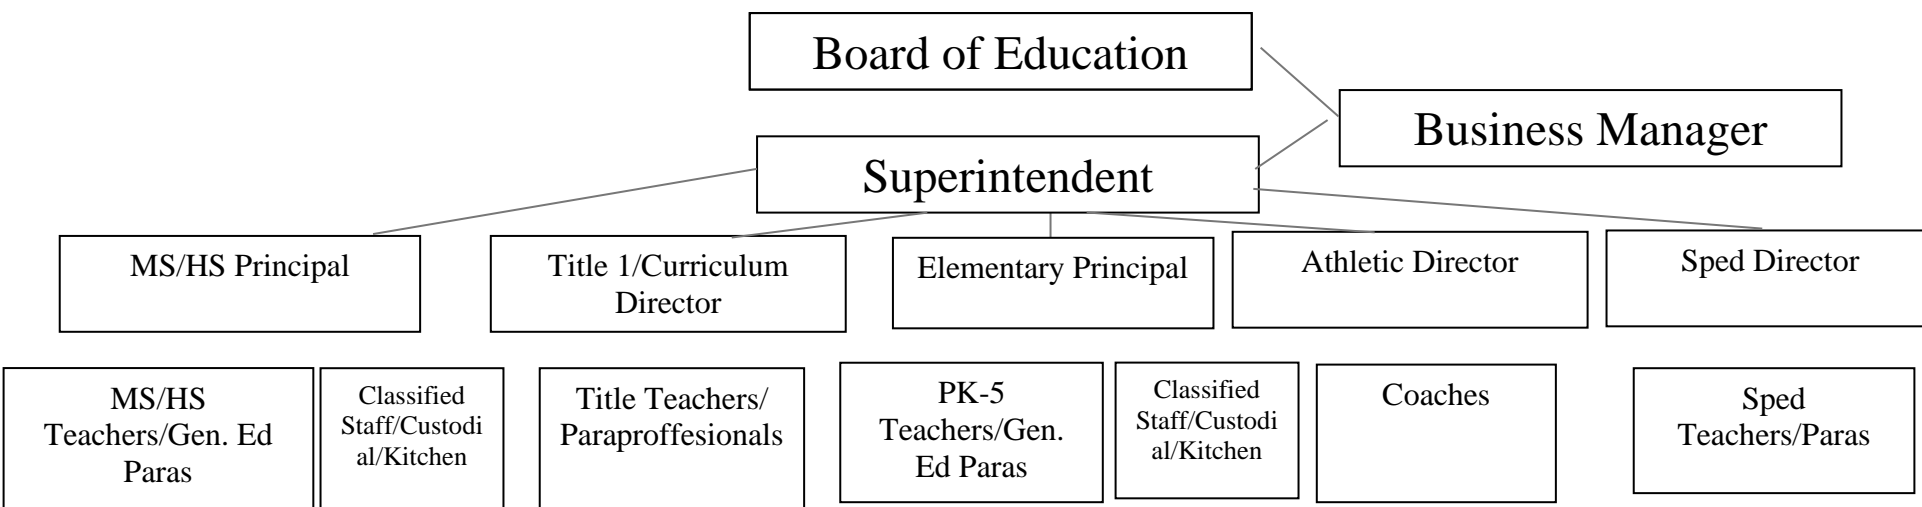 Board of Education
Business Manager
Superintendent
MS/HS Principal
Title 1/Curriculum
Director
Elementary Principal
Athletic Director
Sped Director
MS/HS
Teachers/Gen. Ed
Paras
Classified
Staff/Custodi
al/Kitchen
Title Teachers/
Paraproffesionals
PK-5
Teachers/Gen.
Ed Paras
Classified
Staff/Custodi
al/Kitchen
Coaches
Sped
Teachers/Paras